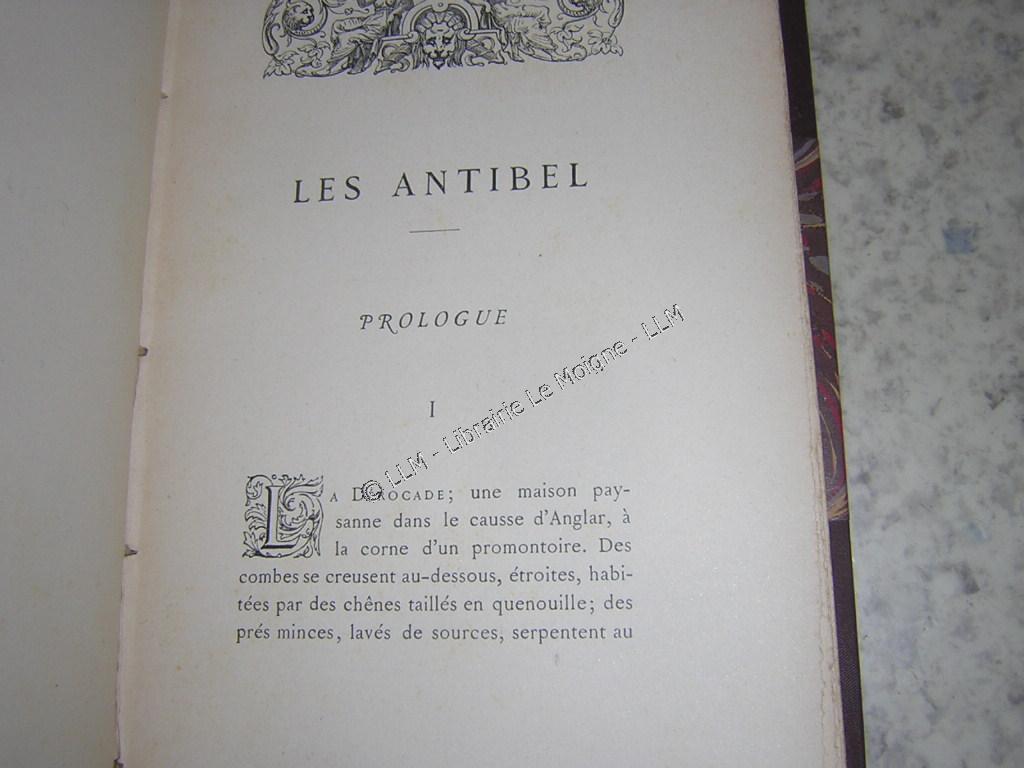 LES ANTIBEL
PROLOGUE
I
LA DÉROCADE; une maison pay-
sanne dans le causse d'Anglar, à
la corne d'un promontoire. Des
combes se creusent au-dessous, étroites, habi-
tées par des chênes taillés en quenouille; des
prés minces, lavés de sources, serpentent au
© LLM - Librairie Le Moigne - LLM